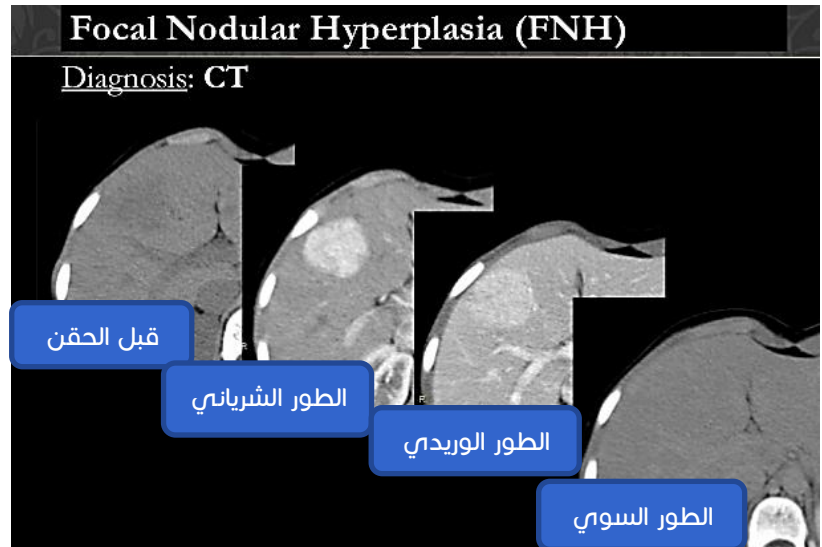 Focal Nodular Hyperplasia (FNH)
Diagnosis: CT
قبل الحقن
الطور الشرياني
الطور الوريدي
الطور السوي
R
R